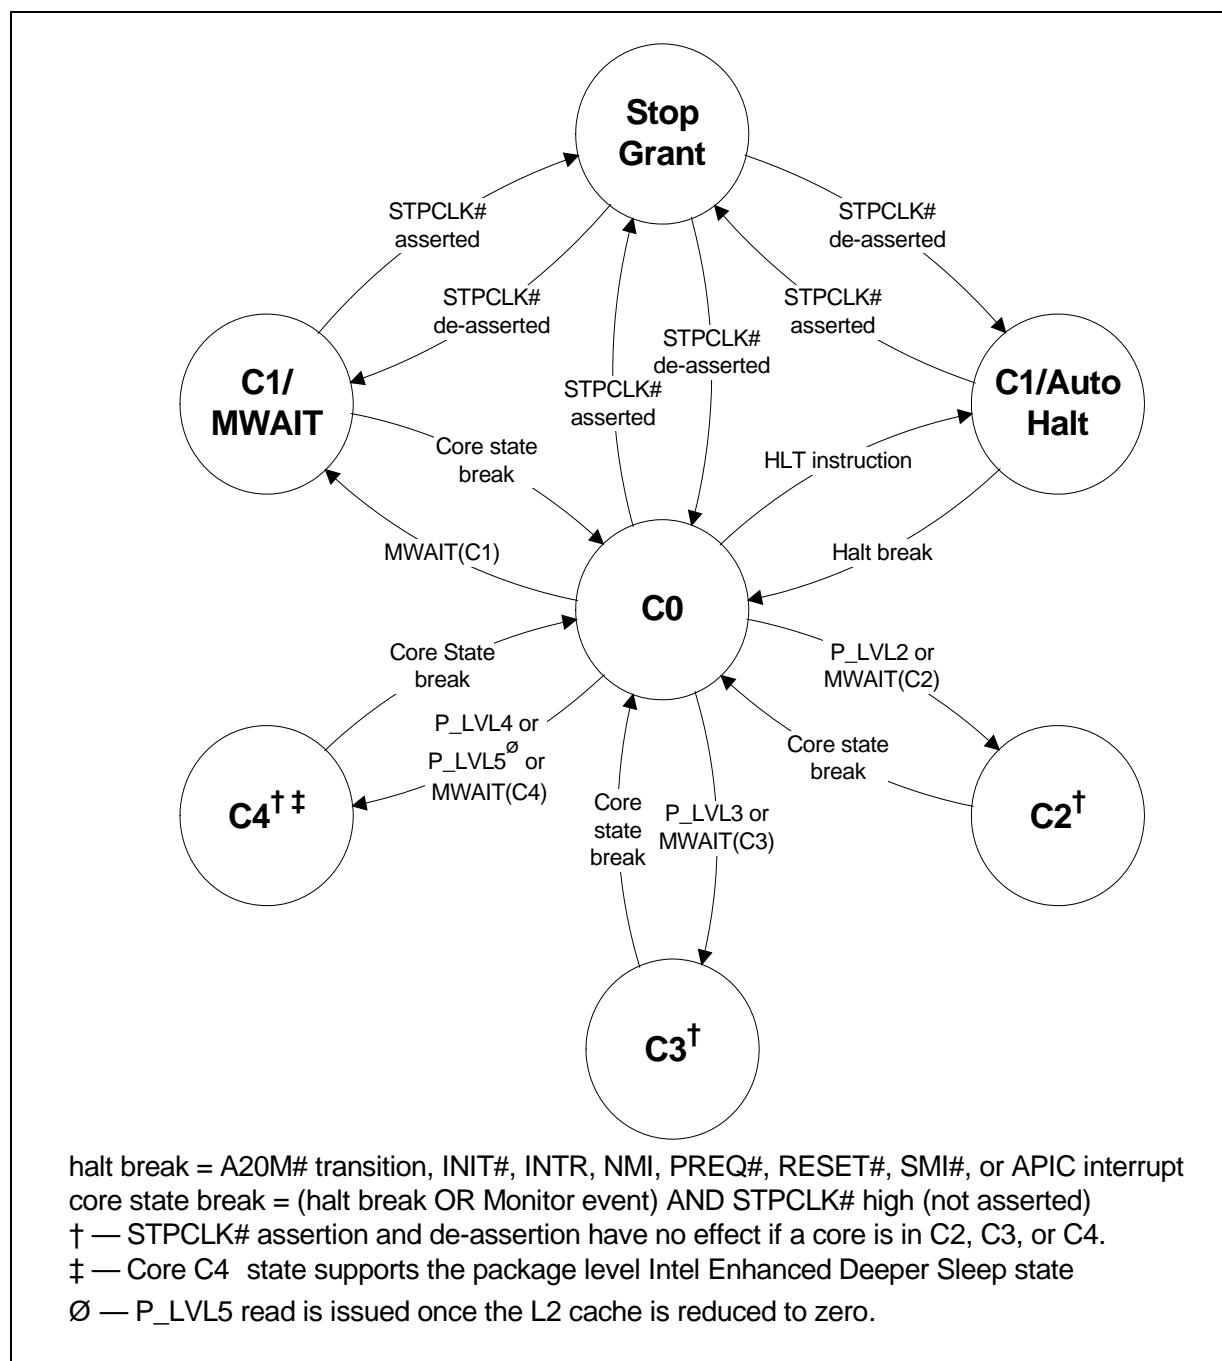 Stop
Grant
STPCLK#
asserted
STPCLK#
de-asserted
STPCLK#
de-asserted
STPCLK#
asserted
STPCLK#
de-asserted
STPCLK#
asserted
C1/
MWAIT
C1/Auto
Halt
Core state
break
HLT instruction
MWAIT(C1)
Halt break
C0
Core State
break
P_LVL2 or
MWAIT(C2)
P_LVL4 or
P_LVL5Ø or
MWAIT(C4)
Core state
break
Core
state
break
P_LVL3 or
MWAIT(C3)
C4† ‡
C2†
C3†
halt break = A20M# transition, INIT#, INTR, NMI, PREQ#, RESET#, SMI#, or APIC interrupt
core state break = (halt break OR Monitor event) AND STPCLK# high (not asserted)
† — STPCLK# assertion and de-assertion have no effect if a core is in C2, C3, or C4.
‡ — Core C4 state supports the package level Intel Enhanced Deeper Sleep state
Ø — P_LVL5 read is issued once the L2 cache is reduced to zero.